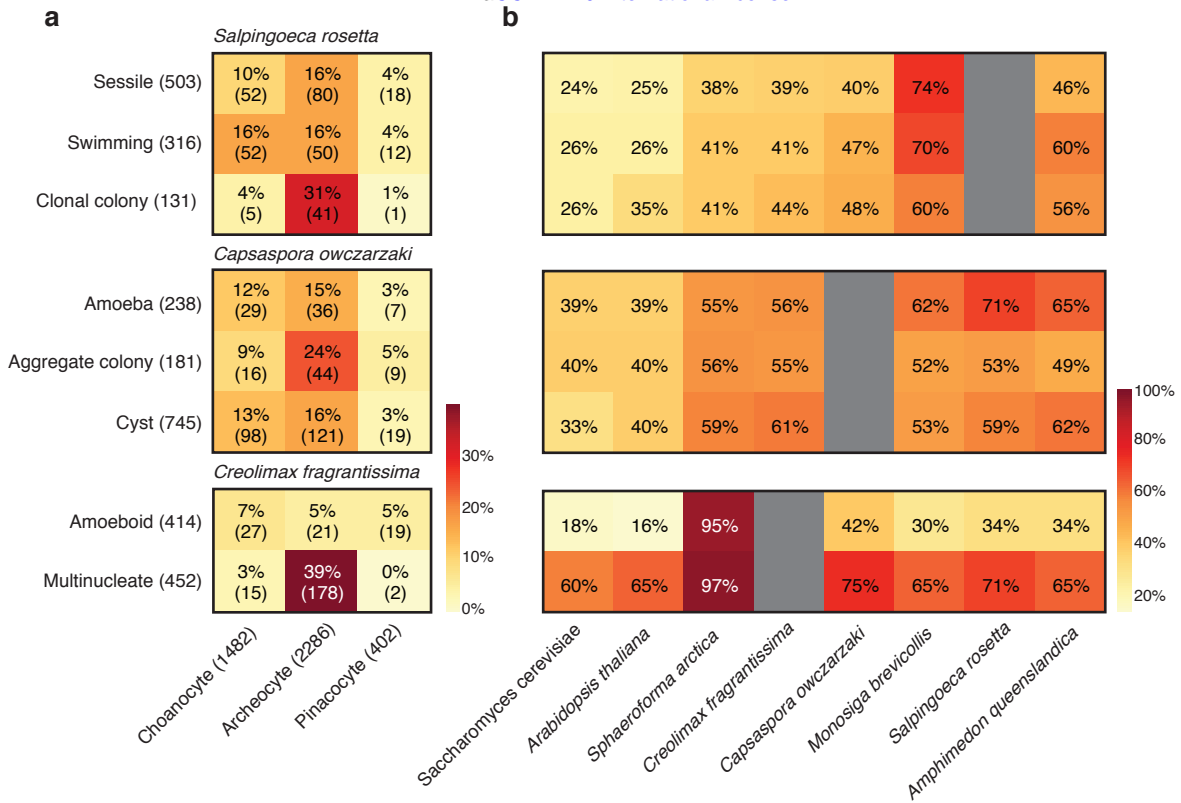 a
b
Salpingoeca rosetta
Sessile (503)
10% 16% 4%
(52) (80) (18)
24% 25% 38% 39% 40% 74% 46%
Swimming (316)
16% 16% 4%
(52) (50) (12)
26% 26% 41% 41% 47% 70% 60%
Clonal colony (131)
4% 31% 1%
(5) (41) (1)
26% 35% 41% 44% 48% 60% 56%
Capsaspora owczarzaki
Amoeba (238)
12% 15% 3%
(29) (36) (7)
39% 39% 55% 56% 62% 71% 65%
Aggregate colony (181)
9% 24% 5%
(16) (44) (9)
40% 40% 56% 55% 52% 53% 49%
Cyst (745)
13% 16% 3%
(98) (121) (19)
33% 40% 59% 61% 53% 59% 62%
Creolimax fragrantissima
Amoeboid (414)
7% 5% 5%
(27) (21) (19)
18% 16% 95% 42% 30% 34% 34%
Multinucleate (452)
3% 39% 0%
(15) (178) (2)
60% 65% 97% 75% 65% 71% 65%
30%
20%
10%
0%
100%
80%
60%
40%
20%
Choanocyte (1482)
Archeocyte (2286)
Pinacocyte (402)
Saccharomyces cerevisiae
Arabidopsis thaliana
Sphaeroforma arctica
Creolimax fragrantissima
Capsaspora owczarzaki
Monosiga brevicollis
Salpingoeca rosetta
Amphimedon queenslandica